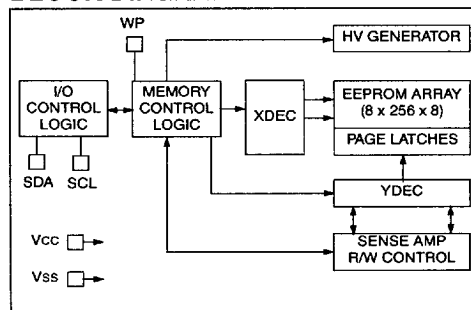 WP
HV GENERATOR
I/O
CONTROL
LOGIC
MEMORY
CONTROL
LOGIC
XDEC
EEPROM ARRAY
(8 x 256 x 8)
PAGE LATCHES
SDA
SCL
YDEC
Vcc
SENSE AMP
R/W CONTROL
Vss